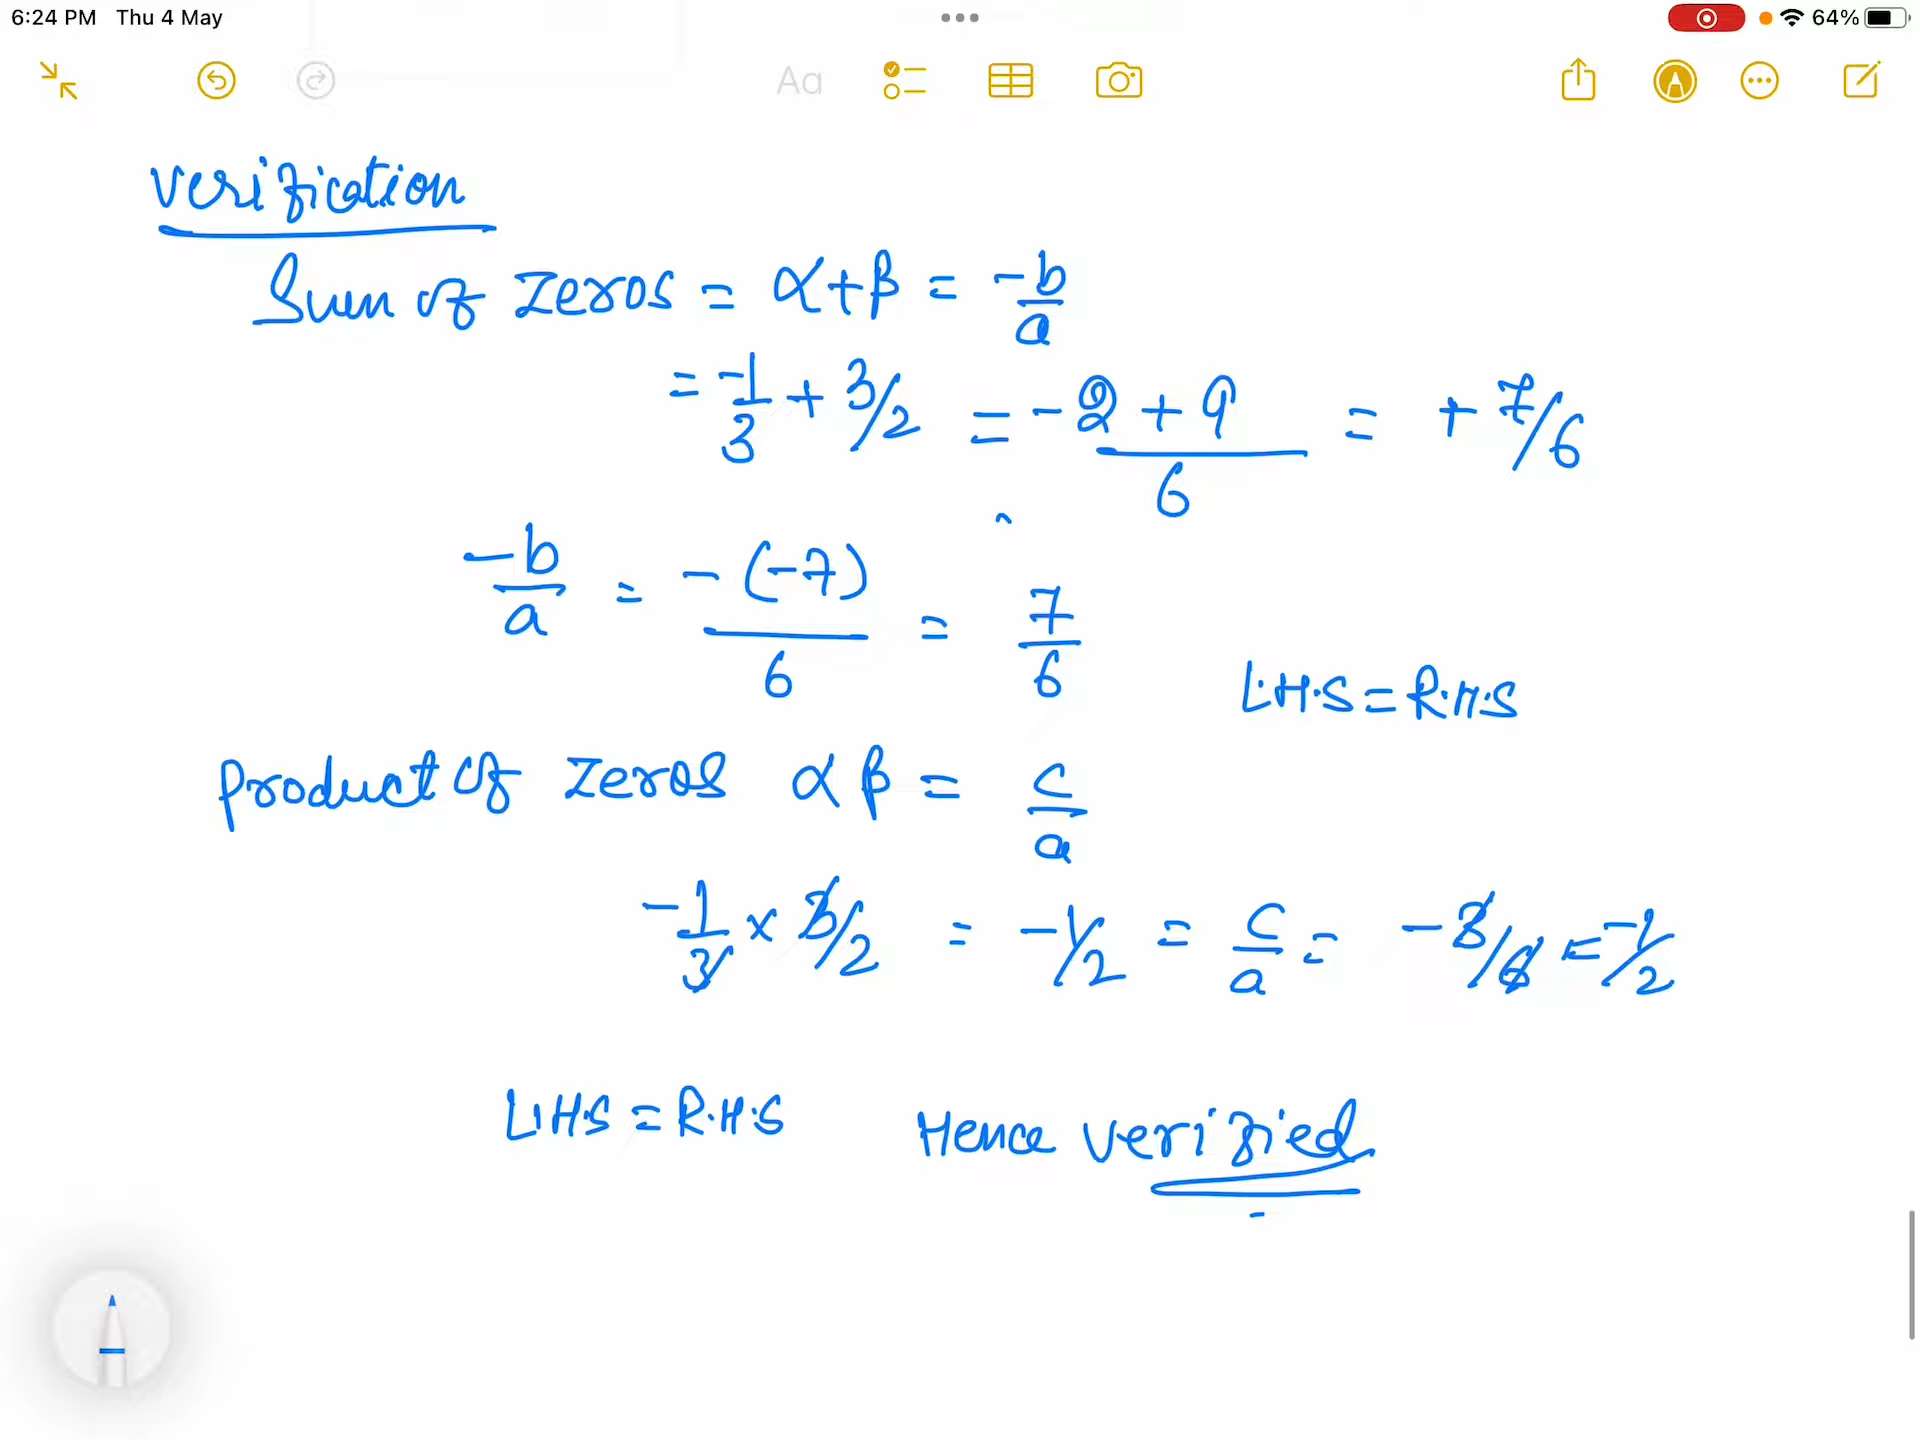 6:24 PM Thu 4 May
64%
Aa
Verification
Sum of zeros = α+β = -b/a
= -1/3 + 3/2 = -2+9/6 = +7/6
-b/a = -(-7)/6 = 7/6
L.H.S = R.H.S
Product of zeros αβ = c/a
-1/3 × 3/2 = -1/2 = c/a = -3/6 = -1/2
L.H.S = R.H.S Hence verified